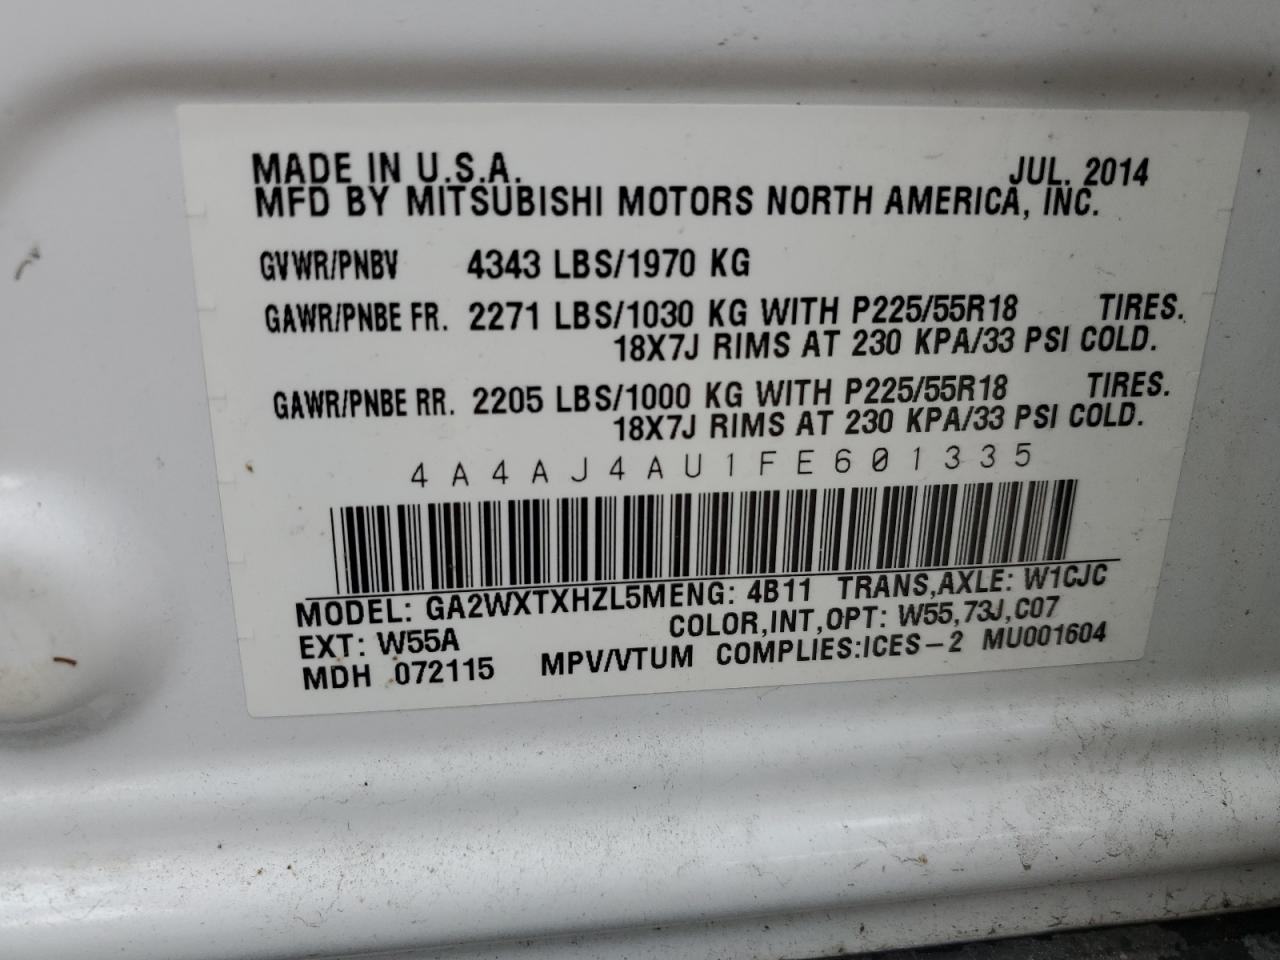 MADE IN U.S.A. JUL. 2014
MFD BY MITSUBISHI MOTORS NORTH AMERICA, INC.
GVWR/PNBV 4343 LBS/1970 KG
GAWR/PNBE FR. 2271 LBS/1030 KG WITH P225/55R18 TIRES.
18X7J RIMS AT 230 KPA/33 PSI COLD.
GAWR/PNBE RR. 2205 LBS/1000 KG WITH P225/55R18 TIRES.
18X7J RIMS AT 230 KPA/33 PSI COLD.
4A4AJ4AU1FE601335
MODEL: GA2WXTXHZL5M ENG: 4B11 TRANS,AXLE: W1CJC
EXT: W55A COLOR,INT,OPT: W55,73J,C07
MDH 072115 MPV/VTUM COMPLIES:ICES-2 MU001604